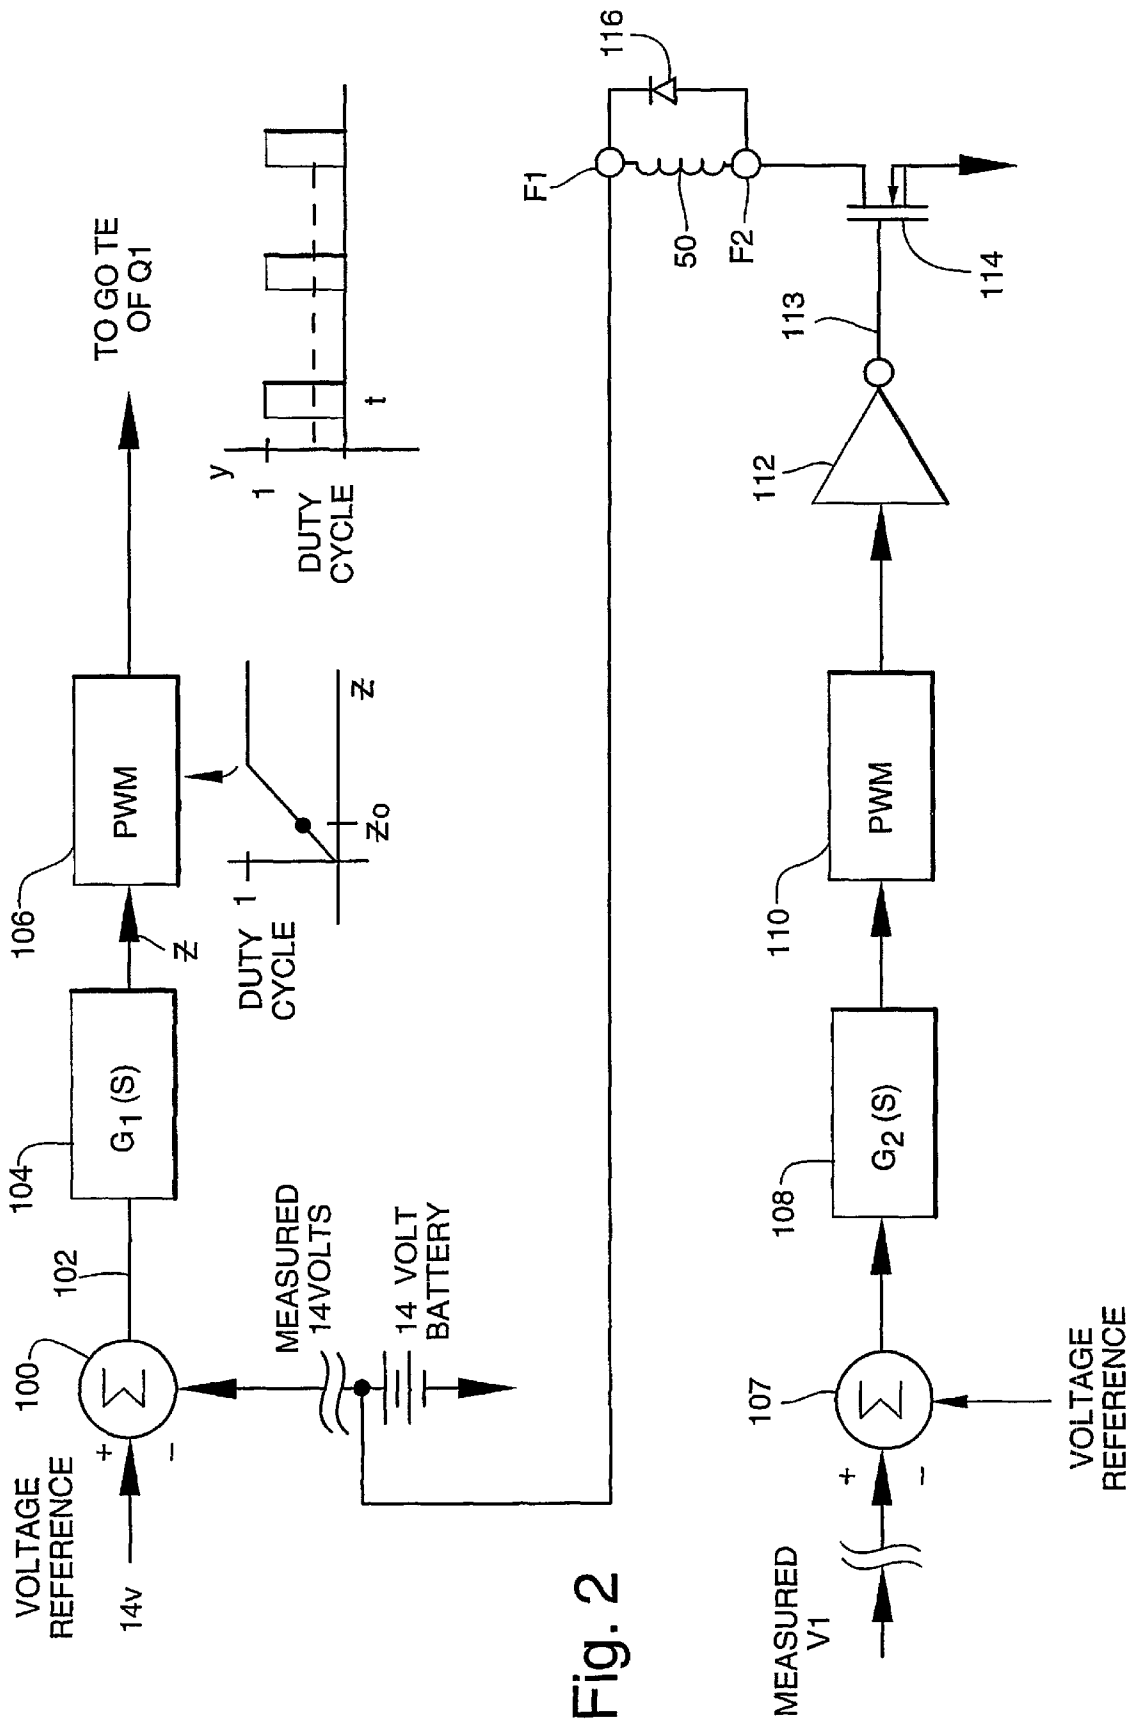 VOLTAGE
REFERENCE
14v
+
−
Σ
100
102
104
G1 (S)
Z
106
PWM
TO GO TE
OF Q1
DUTY
CYCLE
1
Z0
Z
DUTY
CYCLE
y
1
t
MEASURED
14VOLTS
14 VOLT
BATTERY
F1
50
F2
116
MEASURED
V1
+
−
Σ
107
VOLTAGE
REFERENCE
108
G2 (S)
110
PWM
112
113
114
Fig. 2